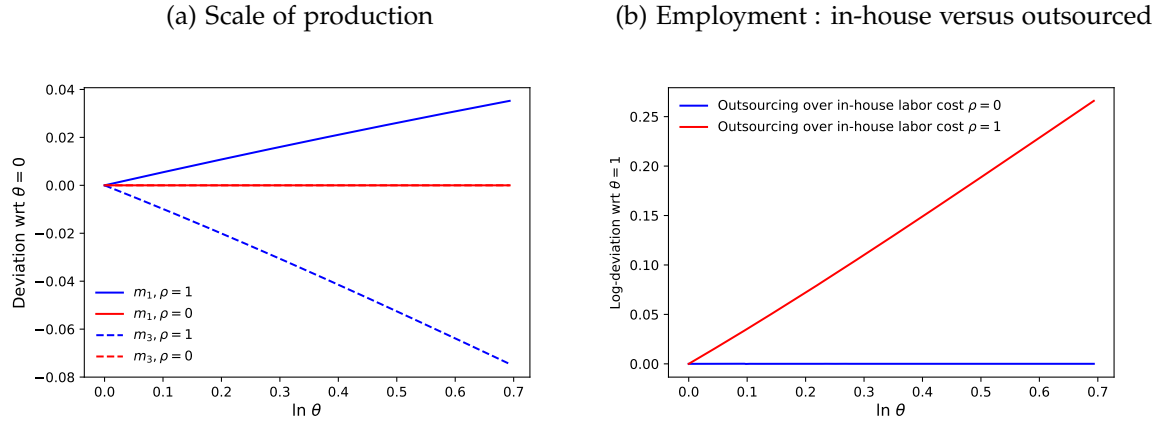 (a) Scale of production
(b) Employment : in-house versus outsourced
Deviation wrt θ = 0
0.04
0.02
0.00
−0.02
−0.04
−0.06
−0.08
m₁, ρ = 1
m₁, ρ = 0
m₃, ρ = 1
m₃, ρ = 0
0.0 0.1 0.2 0.3 0.4 0.5 0.6 0.7
ln θ
Log-deviation wrt θ = 1
0.25
0.20
0.15
0.10
0.05
0.00
Outsourcing over in-house labor cost ρ = 0
Outsourcing over in-house labor cost ρ = 1
0.0 0.1 0.2 0.3 0.4 0.5 0.6 0.7
ln θ